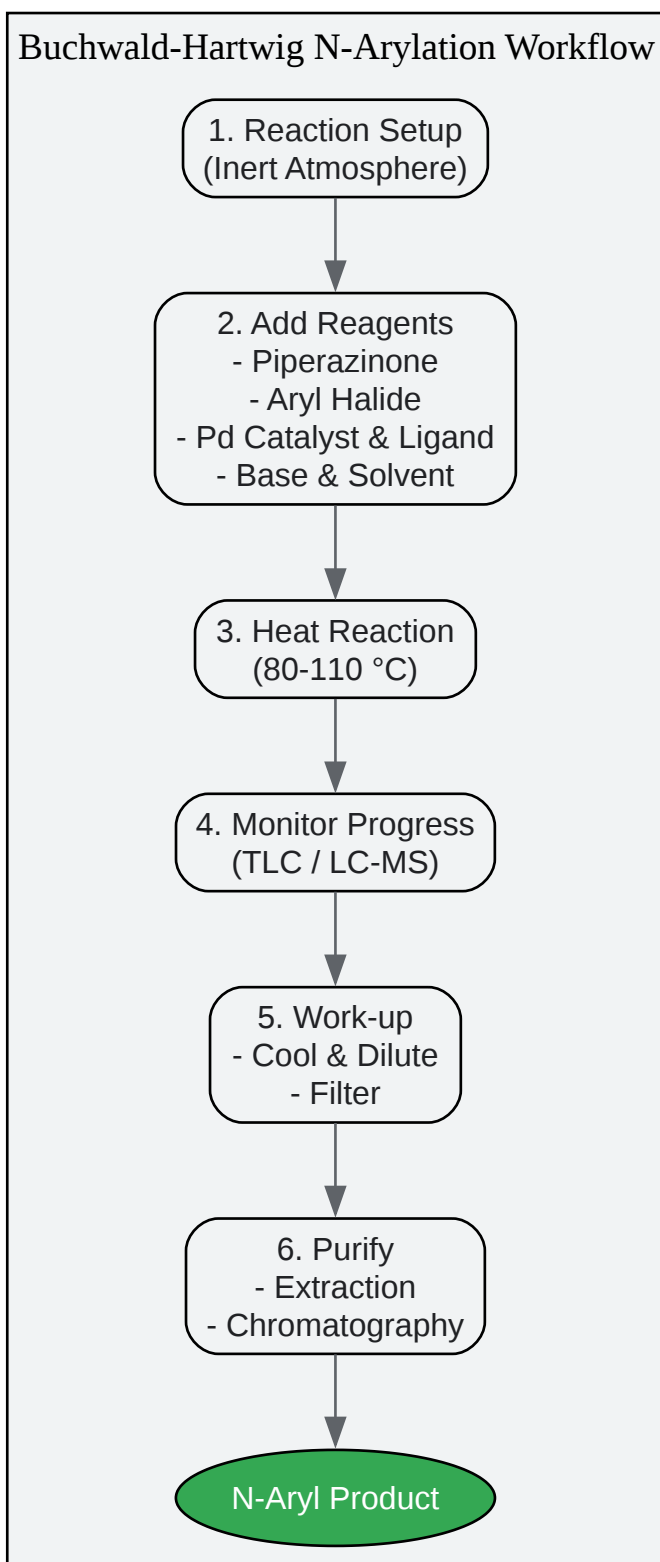 Buchwald-Hartwig N-Arylation Workflow
1. Reaction Setup
(Inert Atmosphere)
2. Add Reagents
- Piperazinone
- Aryl Halide
- Pd Catalyst & Ligand
- Base & Solvent
3. Heat Reaction
(80-110 °C)
4. Monitor Progress
(TLC / LC-MS)
5. Work-up
- Cool & Dilute
- Filter
6. Purify
- Extraction
- Chromatography
N-Aryl Product